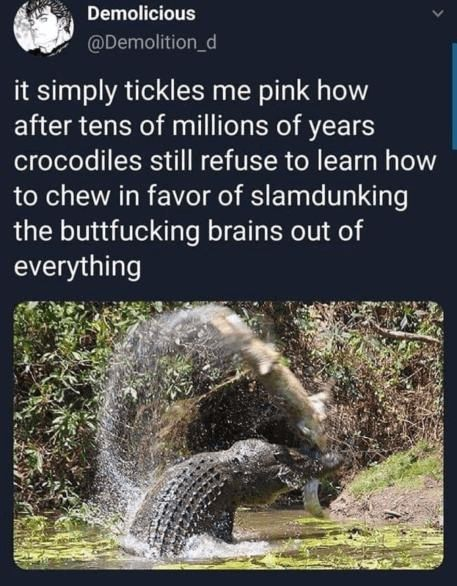 Demolicious
@Demolition_d
it simply tickles me pink how
after tens of millions of years
crocodiles still refuse to learn how
to chew in favor of slamdunking
the buttfucking brains out of
everything